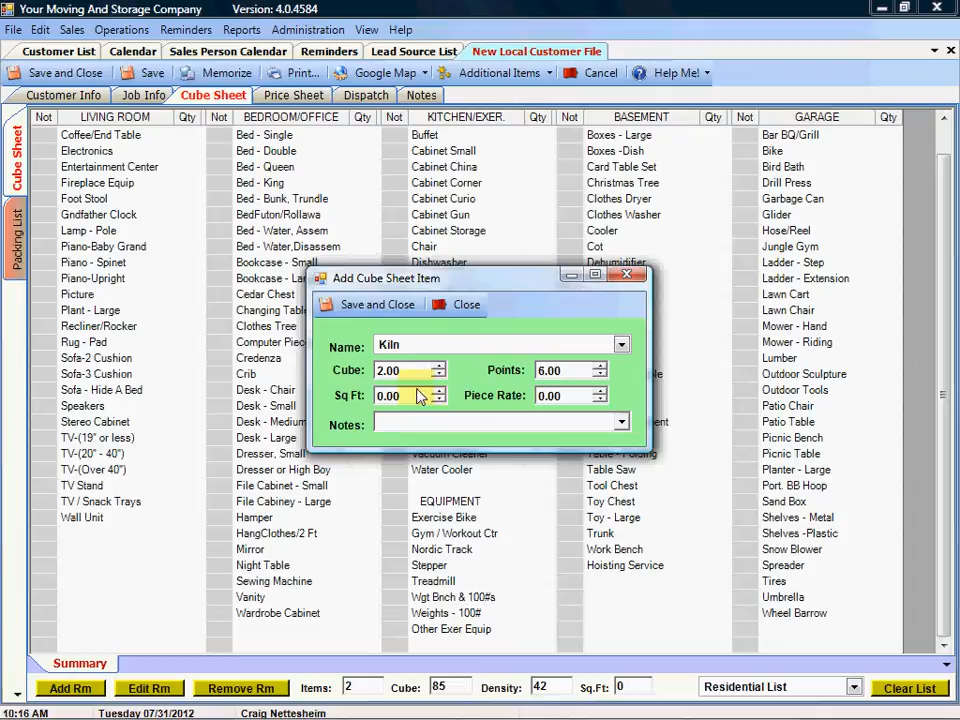 Your Moving And Storage Company Version: 4.0.4584
File Edit Sales Operations Reminders Reports Administration View Help
Customer List Calendar Sales Person Calendar Reminders Lead Source List New Local Customer File
Save and Close Save Memorize Print... Google Map Additional Items Cancel Help Me!
Customer Info Job Info Cube Sheet Price Sheet Dispatch Notes
Cube Sheet
Packing List
Not LIVING ROOM Qty Not BEDROOM/OFFICE Qty Not KITCHEN/EXER. Qty Not BASEMENT Qty Not GARAGE Qty
Coffee/End Table Bed - Single Buffet Boxes - Large Bar BQ/Grill
Electronics Bed - Double Cabinet Small Boxes -Dish Bike
Entertainment Center Bed - Queen Cabinet China Card Table Set Bird Bath
Fireplace Equip Bed - King Cabinet Corner Christmas Tree Drill Press
Foot Stool Bed - Bunk, Trundle Cabinet Curio Clothes Dryer Garbage Can
Gndfather Clock BedFuton/Rollawa Cabinet Gun Clothes Washer Glider
Lamp - Pole Bed - Water, Assem Cabinet Storage Cooler Hose/Reel
Piano-Baby Grand Bed - Water,Disassem Chair Cot Jungle Gym
Piano - Spinet Bookcase - Small Dishwasher Dehumidifier Ladder - Step
Piano-Upright Bookcase - Lar Ladder - Extension
Picture Cedar Chest Lawn Cart
Plant - Large Changing Table Lawn Chair
Recliner/Rocker Clothes Tree Mower - Hand
Rug - Pad Computer Piece Mower - Riding
Sofa-2 Cushion Credenza Outdoor Furn
Sofa-3 Cushion Crib Outdoor Sculpture
Sofa - Hide A Bed Desk - Chair Outdoor Tools
Speakers Desk - Small Patio Table
Stereo Cabinet Desk - Medium Picnic Bench
TV-(19" or less) Desk - Large Picnic Table
TV-(20" - 40") Dresser, Small Vacuum Cleaner Table - Folding Planter - Large
TV-(Over 40") Dresser or High Boy Water Cooler Table Saw Port. BB Hoop
TV Stand File Cabinet - Small Tool Chest Sand Box
TV / Snack Trays File Cabiney - Large EQUIPMENT Toy Chest Shelves - Metal
Wall Unit Hamper Exercise Bike Toy - Large Shelves -Plastic
HangClothes/2 Ft Gym / Workout Ctr Trunk Snow Blower
Mirror Nordic Track Work Bench Spreader
Night Table Stepper Hoisting Service Tires
Sewing Machine Treadmill Umbrella
Vanity Wgt Bnch & 100#s Wheel Barrow
Wardrobe Cabinet Weights - 100#
Other Exer Equip
Add Cube Sheet Item
Save and Close Close
Name: Kiln
Cube: 2.00 Points: 6.00
Sq Ft: 0.00 Piece Rate: 0.00
Notes:
Summary
Add Rm Edit Rm Remove Rm Items: 2 Cube: 85 Density: 42 Sq.Ft: 0 Residential List Clear List
10:16 AM Tuesday 07/31/2012 Craig Nettesheim